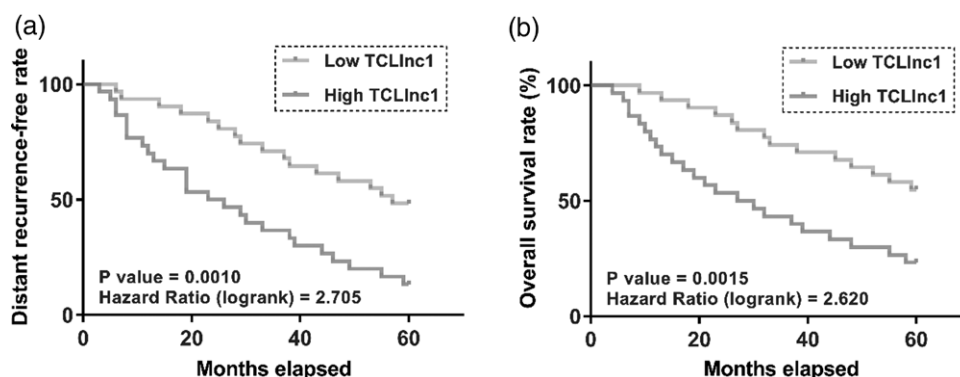 (a)
Distant recurrence-free rate
100
50
0
Low TCLlnc1
High TCLlnc1
P value = 0.0010
Hazard Ratio (logrank) = 2.705
0 20 40 60
Months elapsed
(b)
Overall survival rate (%)
100
50
0
Low TCLlnc1
High TCLlnc1
P value = 0.0015
Hazard Ratio (logrank) = 2.620
0 20 40 60
Months elapsed